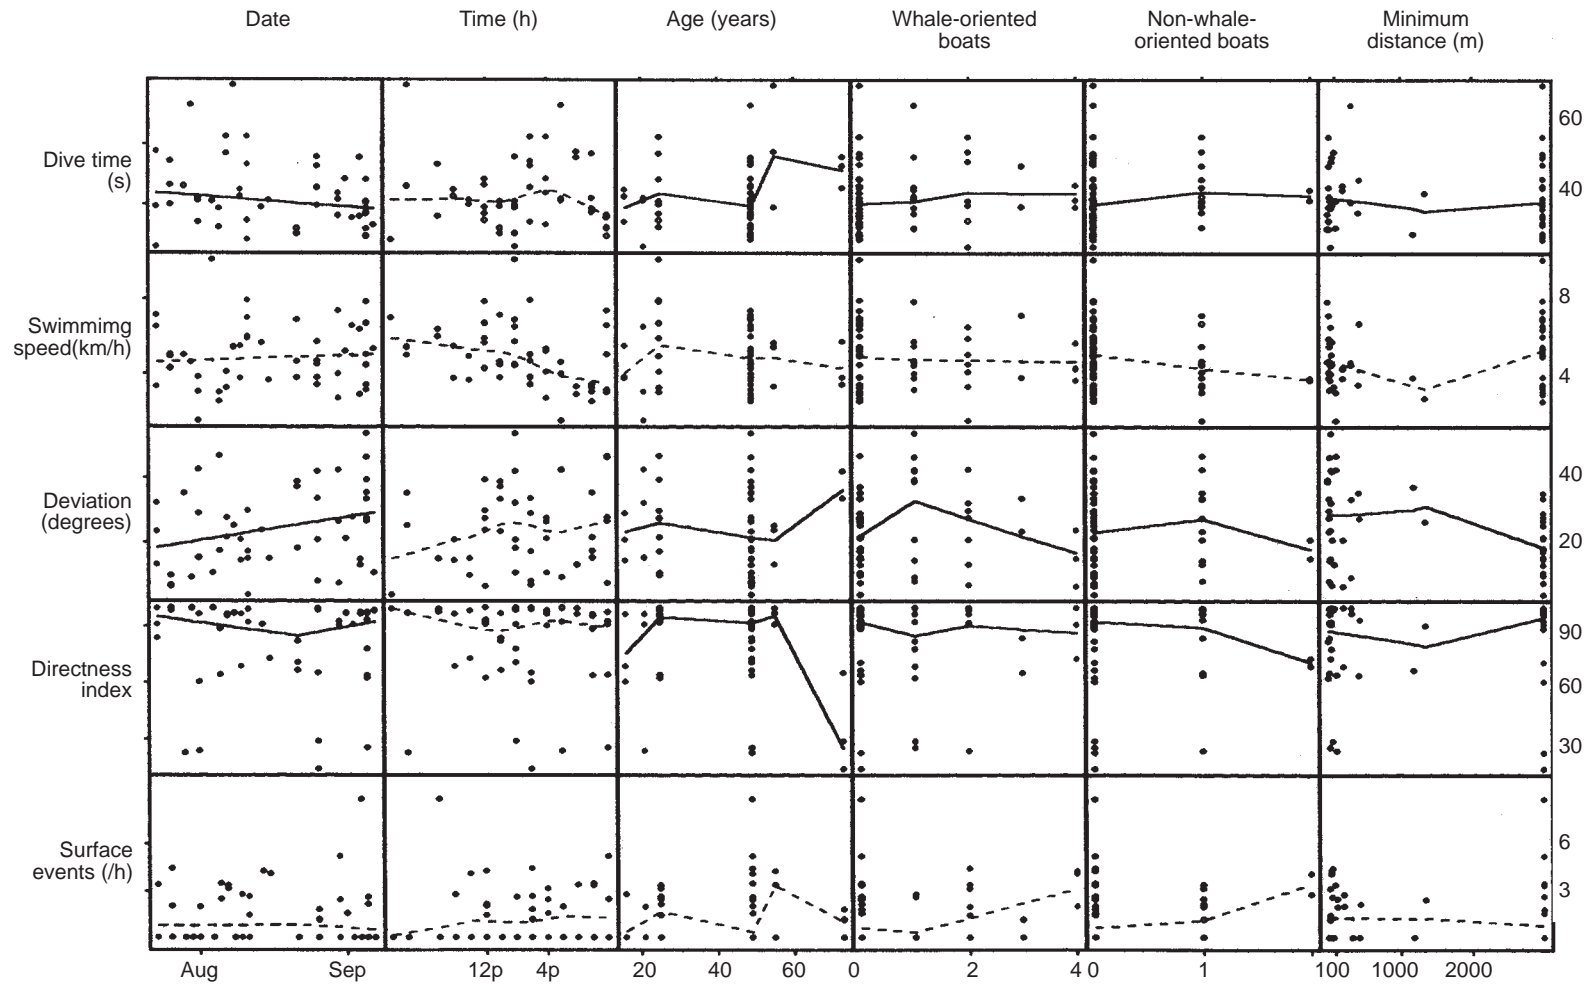 Date
Time (h)
Age (years)
Whale-oriented
boats
Non-whale-
oriented boats
Minimum
distance (m)
Dive time
(s)
60
40
Swimmimg
speed(km/h)
8
4
Deviation
(degrees)
40
20
Directness
index
90
60
30
Surface
events (/h)
6
3
Aug Sep
12p 4p
20 40 60
0 2 4
0 1
100 1000 2000